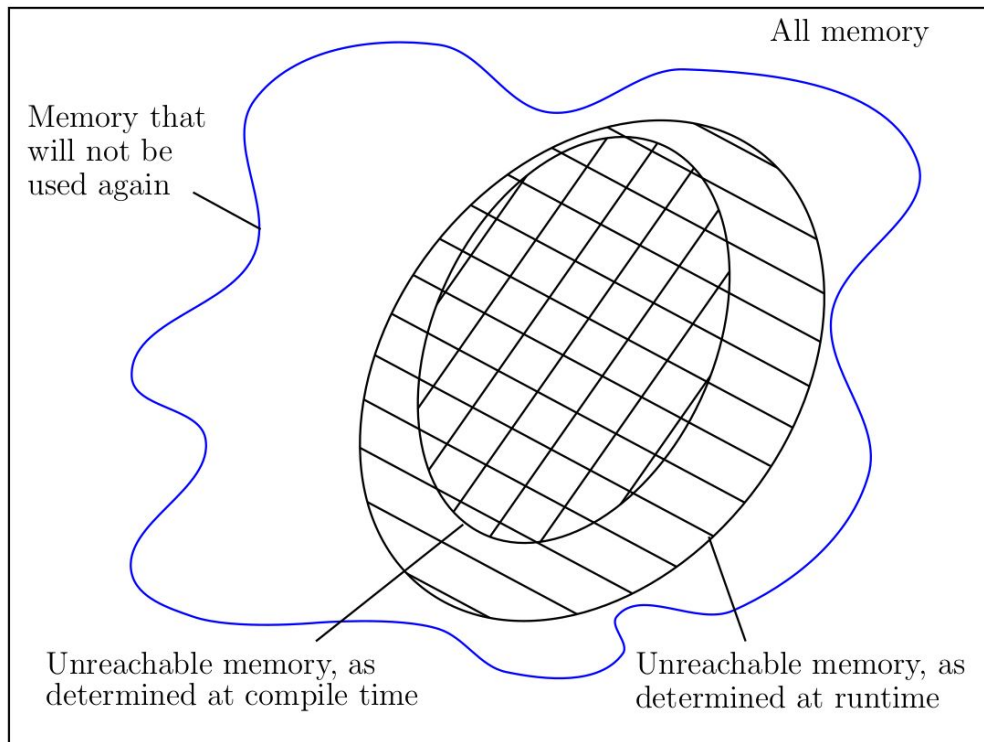 All memory
Memory that
will not be
used again
Unreachable memory, as
determined at compile time
Unreachable memory, as
determined at runtime